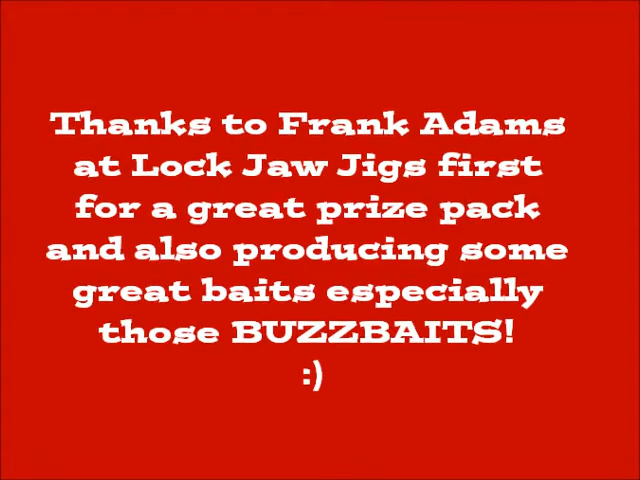 Thanks to Frank Adams
at Lock Jaw Jigs first
for a great prize pack
and also producing some
great baits especially
those BUZZBAITS!
:)